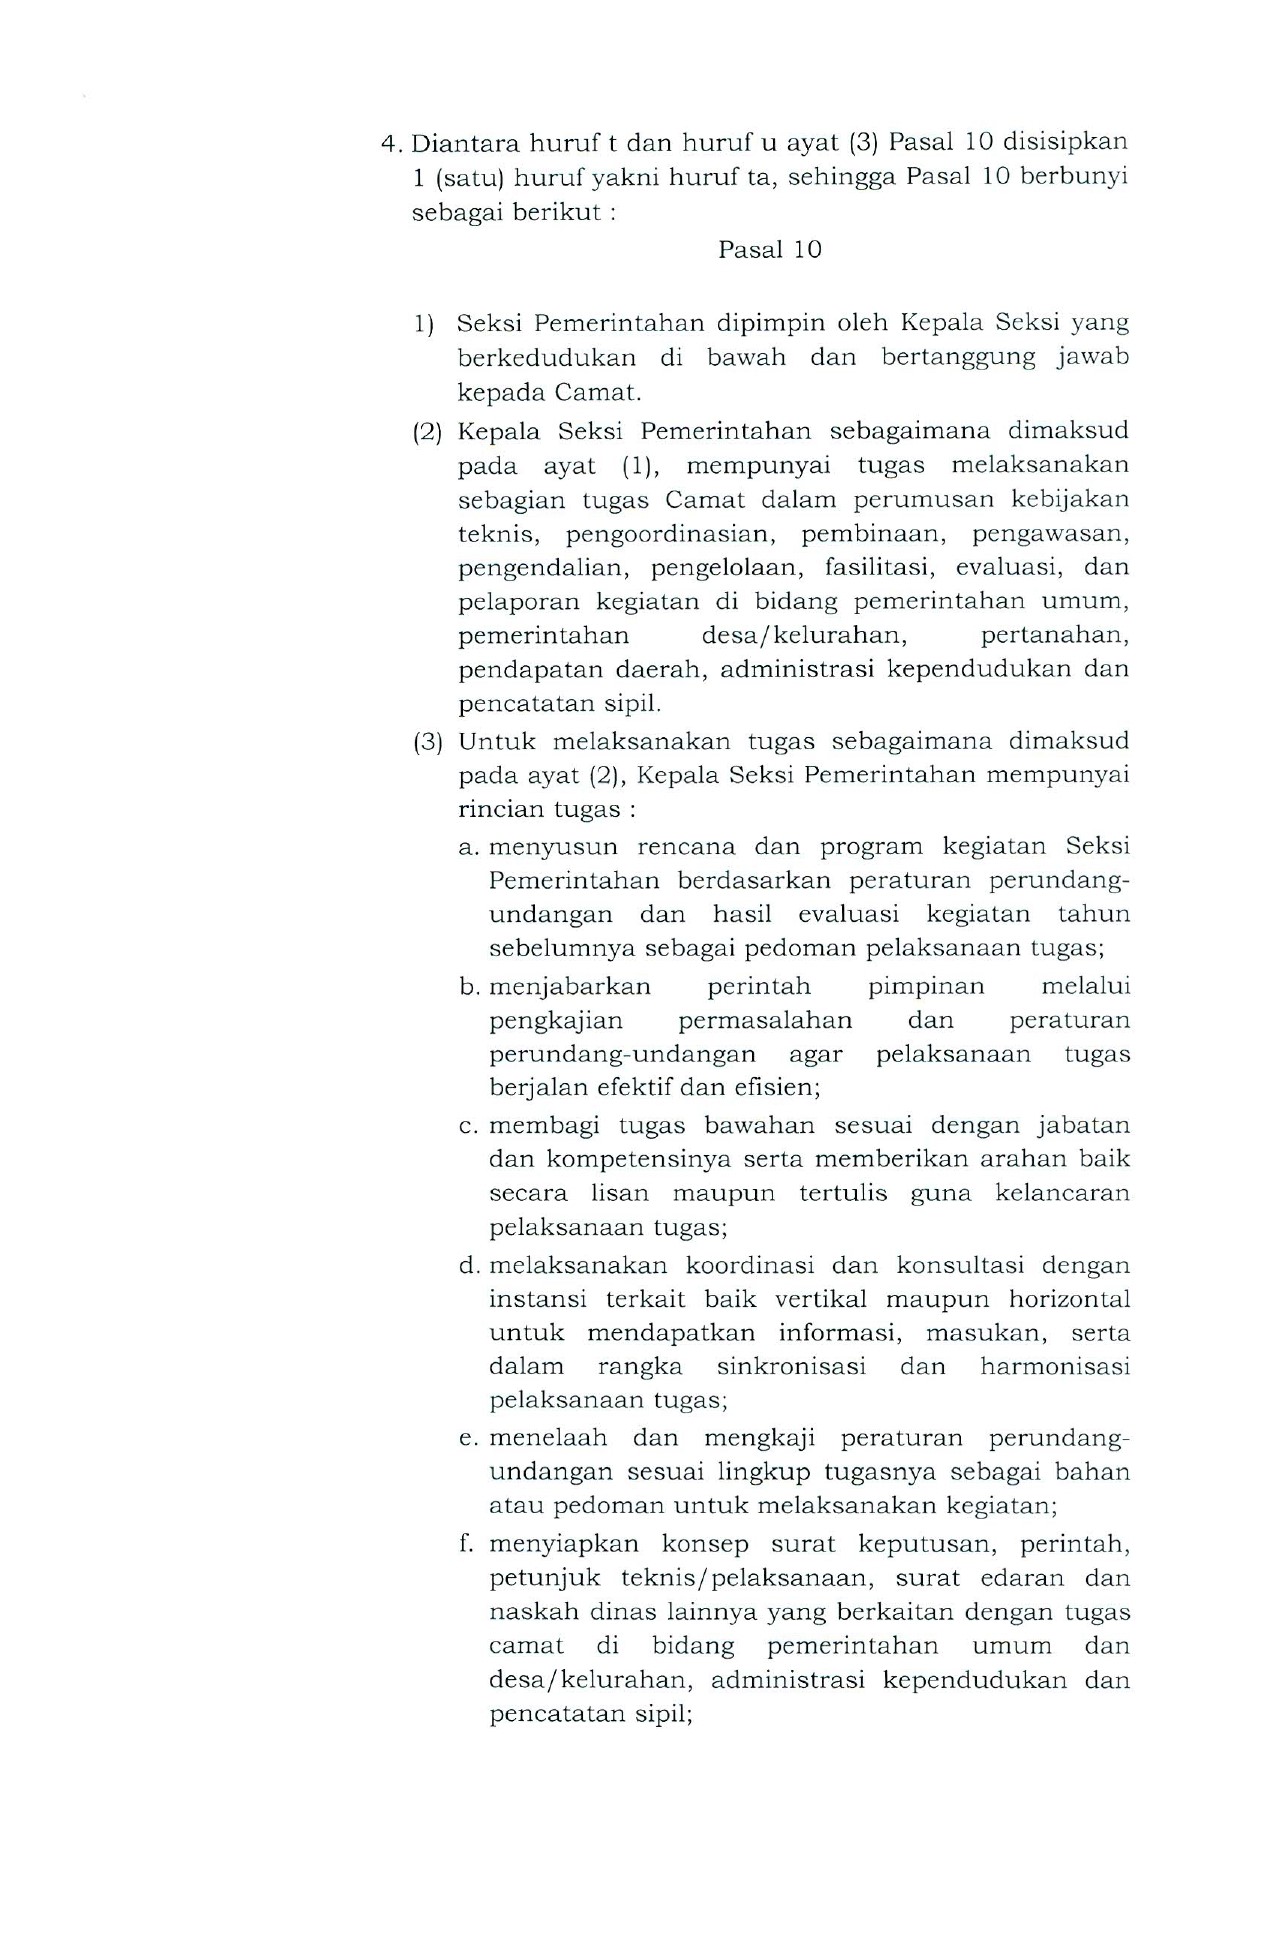 4. Diantara huruf t dan huruf u ayat (3) Pasal 10 disisipkan
1 (satu) huruf yakni huruf ta, sehingga Pasal 10 berbunyi
sebagai berikut :
Pasal 10
1) Seksi Pemerintahan dipimpin oleh Kepala Seksi yang
berkedudukan di bawah dan bertanggung jawab
kepada Camat.
(2) Kepala Seksi Pemerintahan sebagaimana dimaksud
pada ayat (1), mempunyai tugas melaksanakan
sebagian tugas Camat dalam perumusan kebijakan
teknis, pengoordinasian, pembinaan, pengawasan,
pengendalian, pengelolaan, fasilitasi, evaluasi, dan
pelaporan kegiatan di bidang pemerintahan umum,
pemerintahan desa/kelurahan, pertanahan,
pendapatan daerah, administrasi kependudukan dan
pencatatan sipil.
(3) Untuk melaksanakan tugas sebagaimana dimaksud
pada ayat (2), Kepala Seksi Pemerintahan mempunyai
rincian tugas :
a. menyusun rencana dan program kegiatan Seksi
Pemerintahan berdasarkan peraturan perundang-
undangan dan hasil evaluasi kegiatan tahun
sebelumnya sebagai pedoman pelaksanaan tugas;
b. menjabarkan perintah pimpinan melalui
pengkajian permasalahan dan peraturan
perundang-undangan agar pelaksanaan tugas
berjalan efektif dan efisien;
c. membagi tugas bawahan sesuai dengan jabatan
dan kompetensinya serta memberikan arahan baik
secara lisan maupun tertulis guna kelancaran
pelaksanaan tugas;
d. melaksanakan koordinasi dan konsultasi dengan
instansi terkait baik vertikal maupun horizontal
untuk mendapatkan informasi, masukan, serta
dalam rangka sinkronisasi dan harmonisasi
pelaksanaan tugas;
e. menelaah dan mengkaji peraturan perundang-
undangan sesuai lingkup tugasnya sebagai bahan
atau pedoman untuk melaksanakan kegiatan;
f. menyiapkan konsep surat keputusan, perintah,
petunjuk teknis/pelaksanaan, surat edaran dan
naskah dinas lainnya yang berkaitan dengan tugas
camat di bidang pemerintahan umum dan
desa/kelurahan, administrasi kependudukan dan
pencatatan sipil;